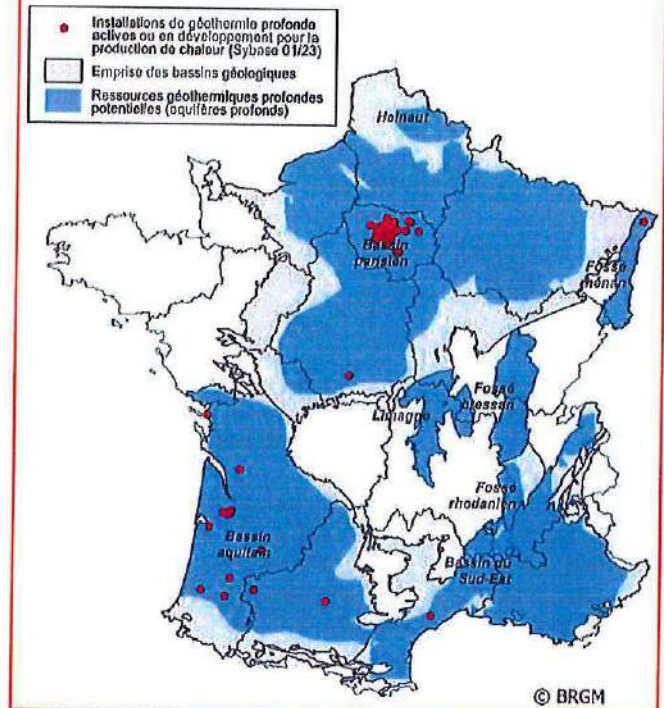 Installations de géothermie profonde
actives ou en développement pour la
production de chaleur (Sybase 01/23)
Emprise des bassins géologiques
Ressources géothermiques profondes
potentielles (aquifères profonds)
Hainaut
Bassin
parisien
Fossé
rhénan
Fossé
bressan
Limagne
Fossé
rhodanien
Bassin
aquitain
Bassin du
Sud-Est
© BRGM